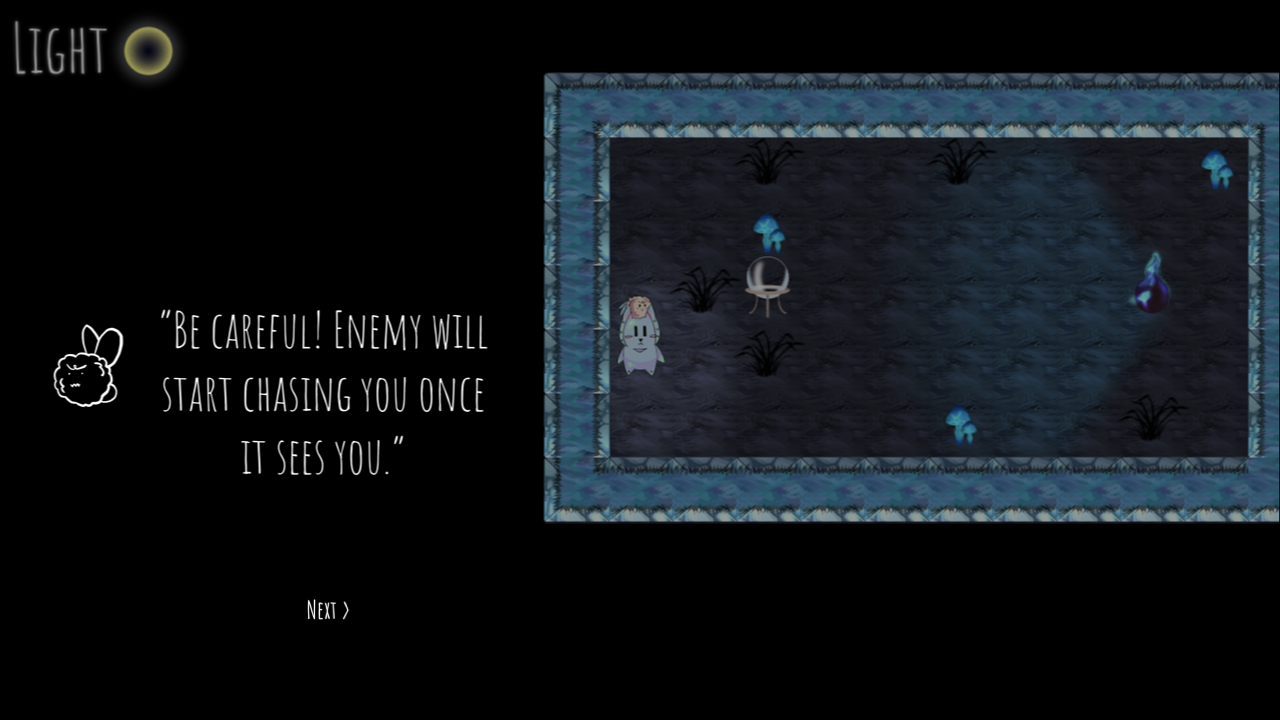 LIGHT
"BE CAREFUL! ENEMY WILL
START CHASING YOU ONCE
IT SEES YOU."
NEXT >